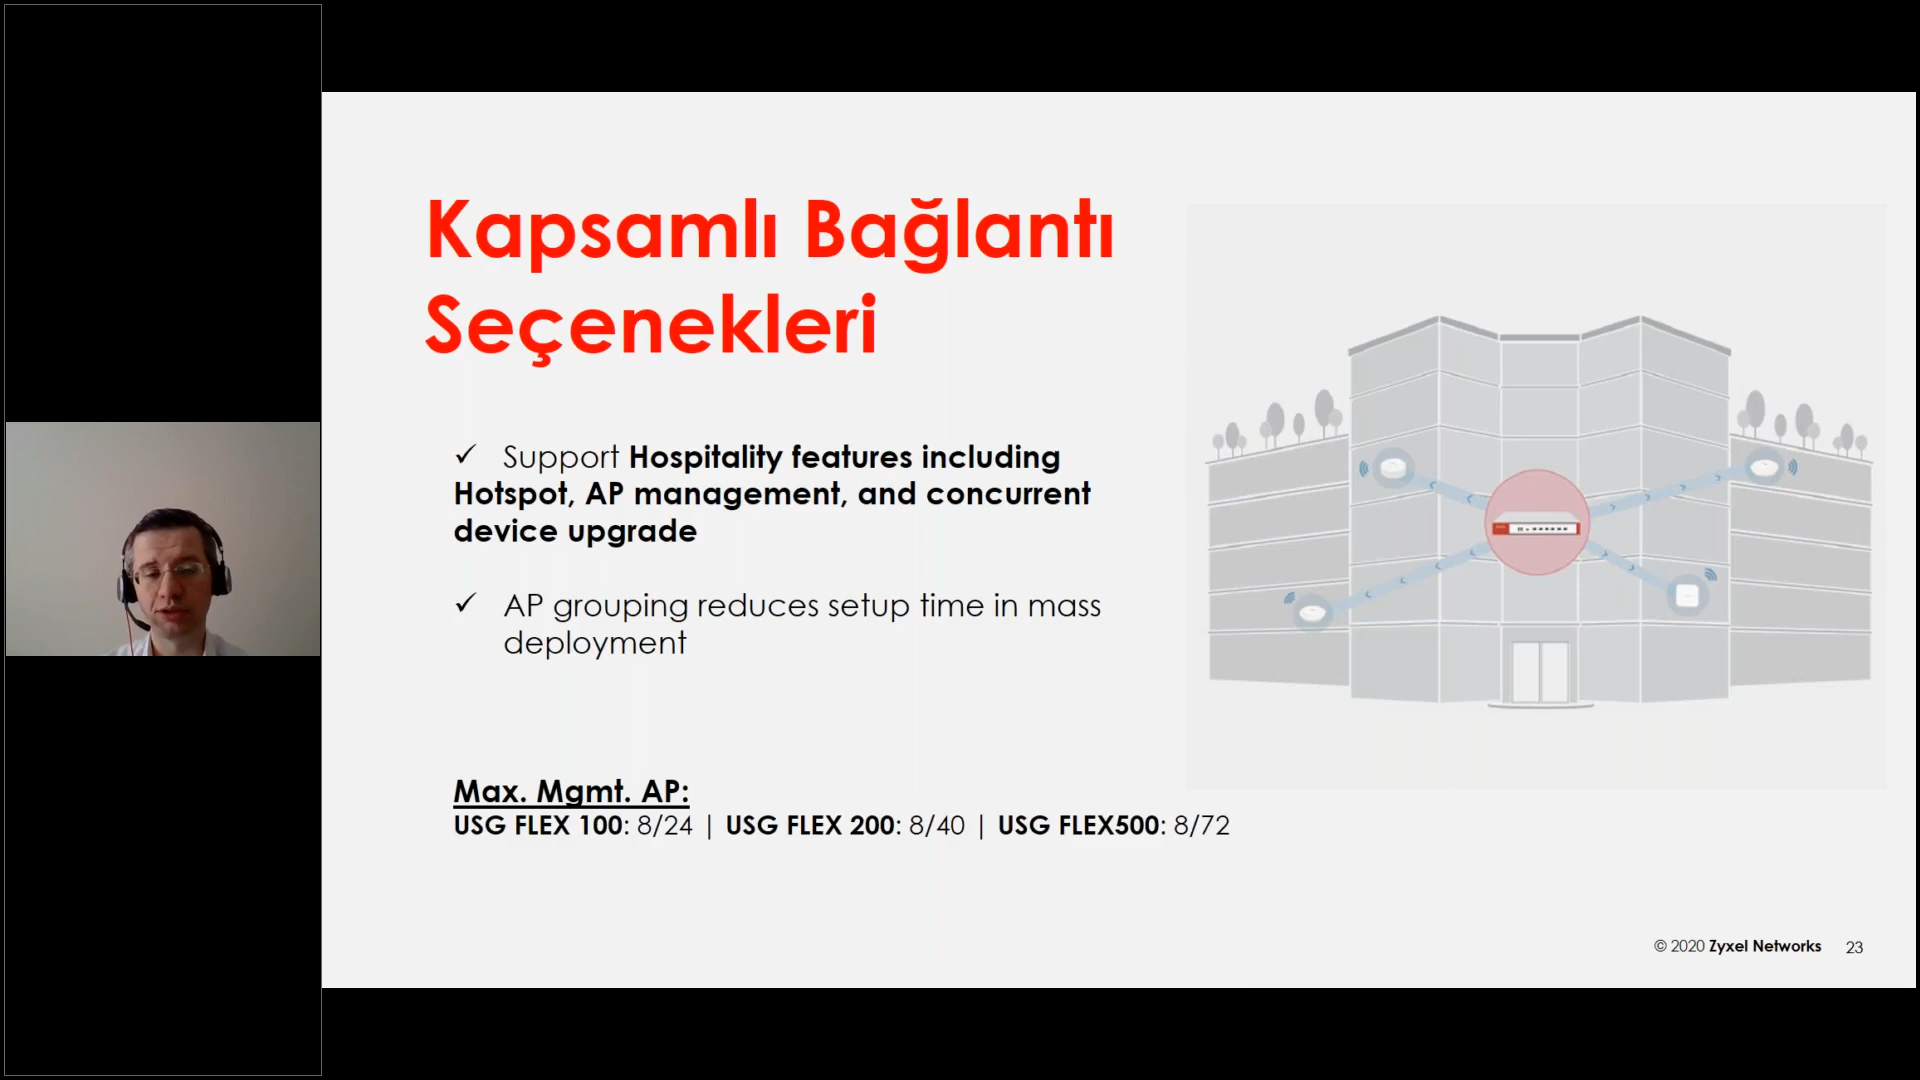 Kapsamlı Bağlantı
Seçenekleri
✓ Support Hospitality features including
Hotspot, AP management, and concurrent
device upgrade
✓ AP grouping reduces setup time in mass
deployment
Max. Mgmt. AP:
USG FLEX 100: 8/24 | USG FLEX 200: 8/40 | USG FLEX500: 8/72
© 2020 Zyxel Networks 23